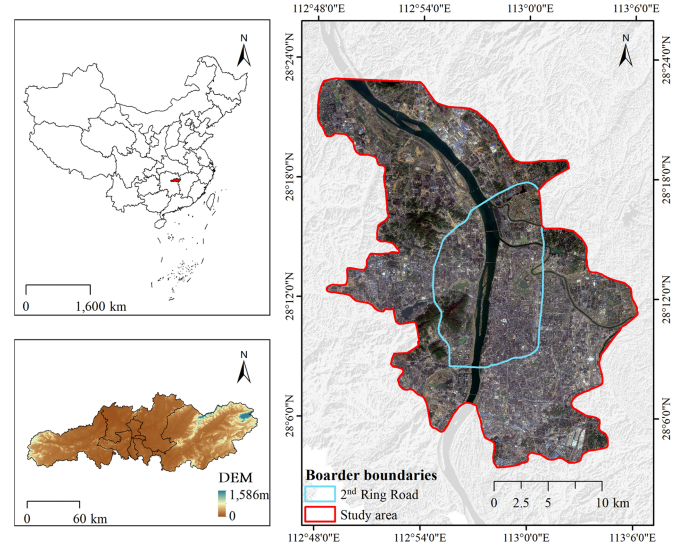 N
0 1,600 km
N
DEM
1,586m
0
0 60 km
112°48'0"E 112°54'0"E 113°0'0"E 113°6'0"E
N
28°24'0"N 28°24'0"N
28°18'0"N 28°18'0"N
28°12'0"N 28°12'0"N
28°6'0"N 28°6'0"N
Boarder boundaries
2nd Ring Road
Study area
0 2.5 5 10 km
112°48'0"E 112°54'0"E 113°0'0"E 113°6'0"E